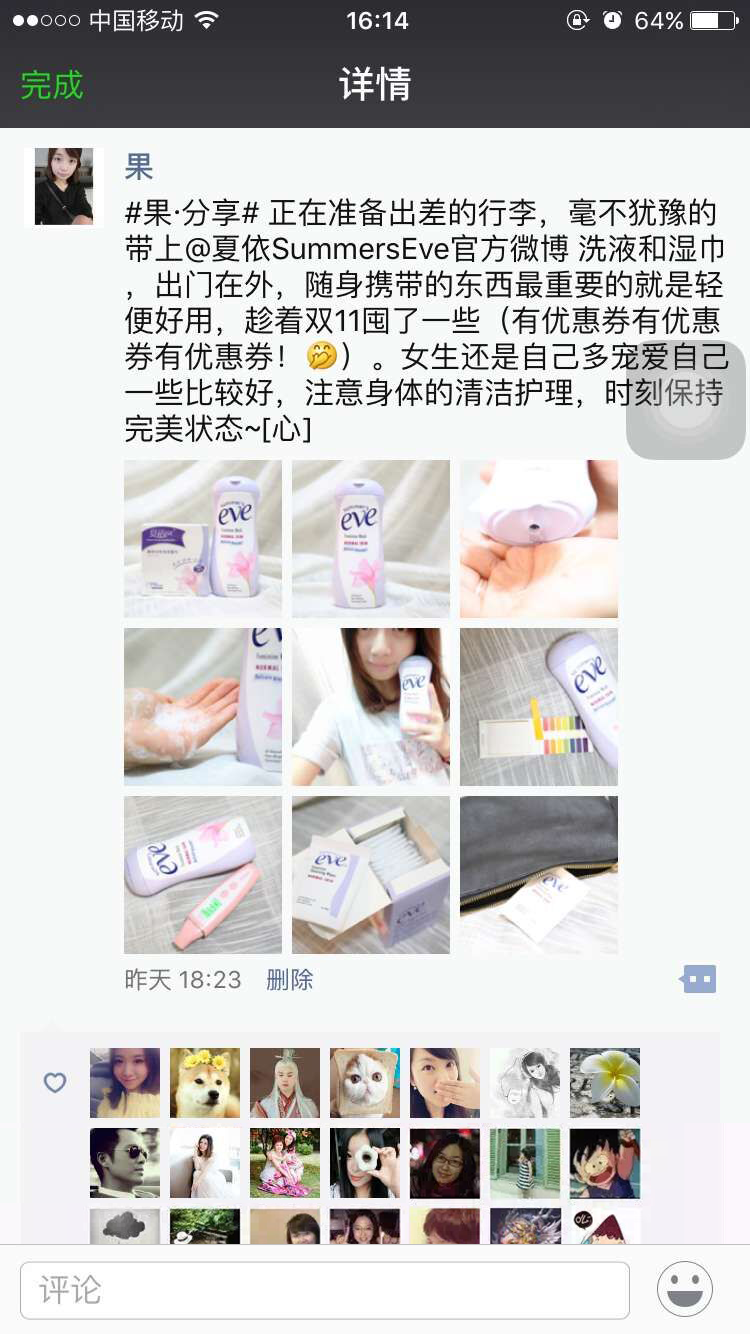 中国移动
16:14
64%
完成
详情
果
#果·分享# 正在准备出差的行李，毫不犹豫的
带上@夏依SummersEve官方微博 洗液和湿巾
，出门在外，随身携带的东西最重要的就是轻
便好用，趁着双11囤了一些（有优惠券有优惠
券有优惠券！🤭）。女生还是自己多宠爱自己
一些比较好，注意身体的清洁护理，时刻保持
完美状态~[心]
eve
eve
NORMAL SKIN
eve
eve
eve
eve
eve
eve
昨天 18:23
删除
评论